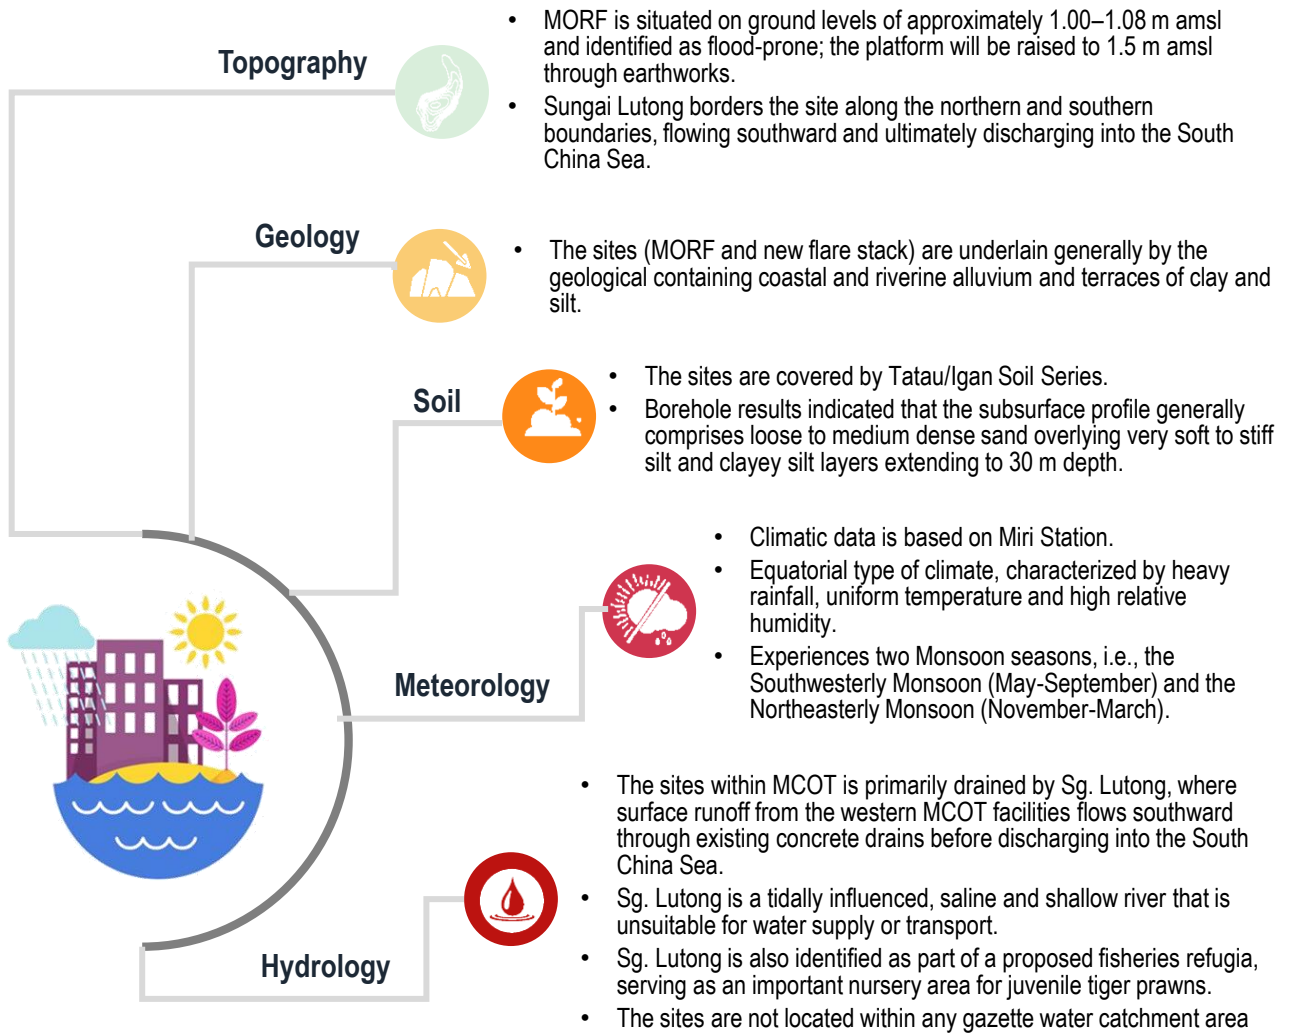 Topography
• MORF is situated on ground levels of approximately 1.00–1.08 m amsl
and identified as flood-prone; the platform will be raised to 1.5 m amsl
through earthworks.
• Sungai Lutong borders the site along the northern and southern
boundaries, flowing southward and ultimately discharging into the South
China Sea.
Geology
• The sites (MORF and new flare stack) are underlain generally by the
geological containing coastal and riverine alluvium and terraces of clay and
silt.
Soil
• The sites are covered by Tatau/Igan Soil Series.
• Borehole results indicated that the subsurface profile generally
comprises loose to medium dense sand overlying very soft to stiff
silt and clayey silt layers extending to 30 m depth.
Meteorology
• Climatic data is based on Miri Station.
• Equatorial type of climate, characterized by heavy
rainfall, uniform temperature and high relative
humidity.
• Experiences two Monsoon seasons, i.e., the
Southwesterly Monsoon (May-September) and the
Northeasterly Monsoon (November-March).
Hydrology
• The sites within MCOT is primarily drained by Sg. Lutong, where
surface runoff from the western MCOT facilities flows southward
through existing concrete drains before discharging into the South
China Sea.
• Sg. Lutong is a tidally influenced, saline and shallow river that is
unsuitable for water supply or transport.
• Sg. Lutong is also identified as part of a proposed fisheries refugia,
serving as an important nursery area for juvenile tiger prawns.
• The sites are not located within any gazette water catchment area